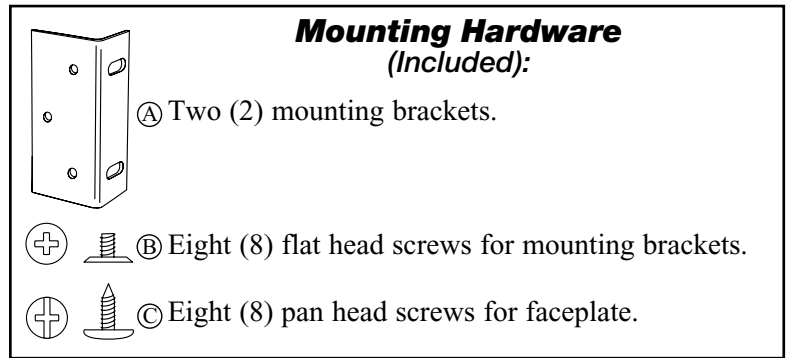 Mounting Hardware
(Included):
Ⓐ Two (2) mounting brackets.
Ⓑ Eight (8) flat head screws for mounting brackets.
Ⓒ Eight (8) pan head screws for faceplate.